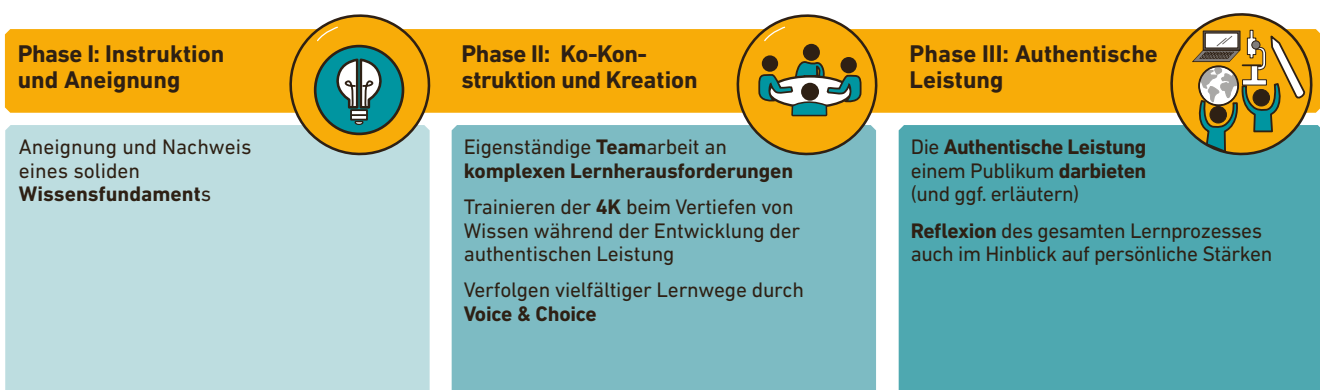 Phase I: Instruktion
und Aneignung
Aneignung und Nachweis
eines soliden
Wissensfundaments
Phase II: Ko-Kon-
struktion und Kreation
Eigenständige Teamarbeit an
komplexen Lernherausforderungen
Trainieren der 4K beim Vertiefen von
Wissen während der Entwicklung der
authentischen Leistung
Verfolgen vielfältiger Lernwege durch
Voice & Choice
Phase III: Authentische
Leistung
Die Authentische Leistung
einem Publikum darbieten
(und ggf. erläutern)
Reflexion des gesamten Lernprozesses
auch im Hinblick auf persönliche Stärken